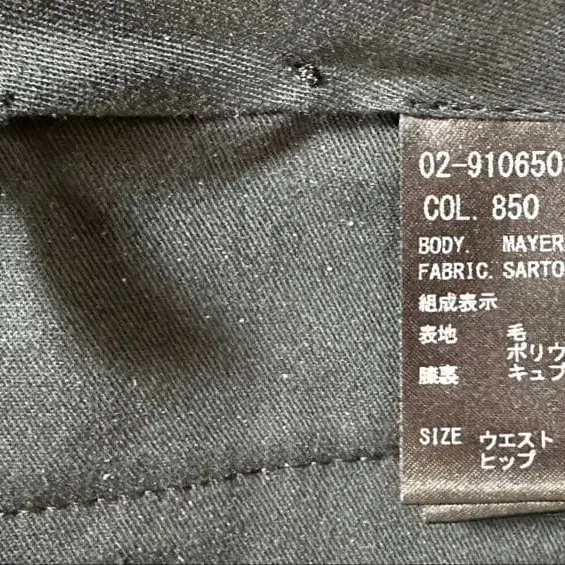 02-910650
COL. 850
BODY. MAYER
FABRIC. SARTO
組成表示
表地 毛
ポリウ
膝裏 キュプ
SIZE ウエスト
ヒップ